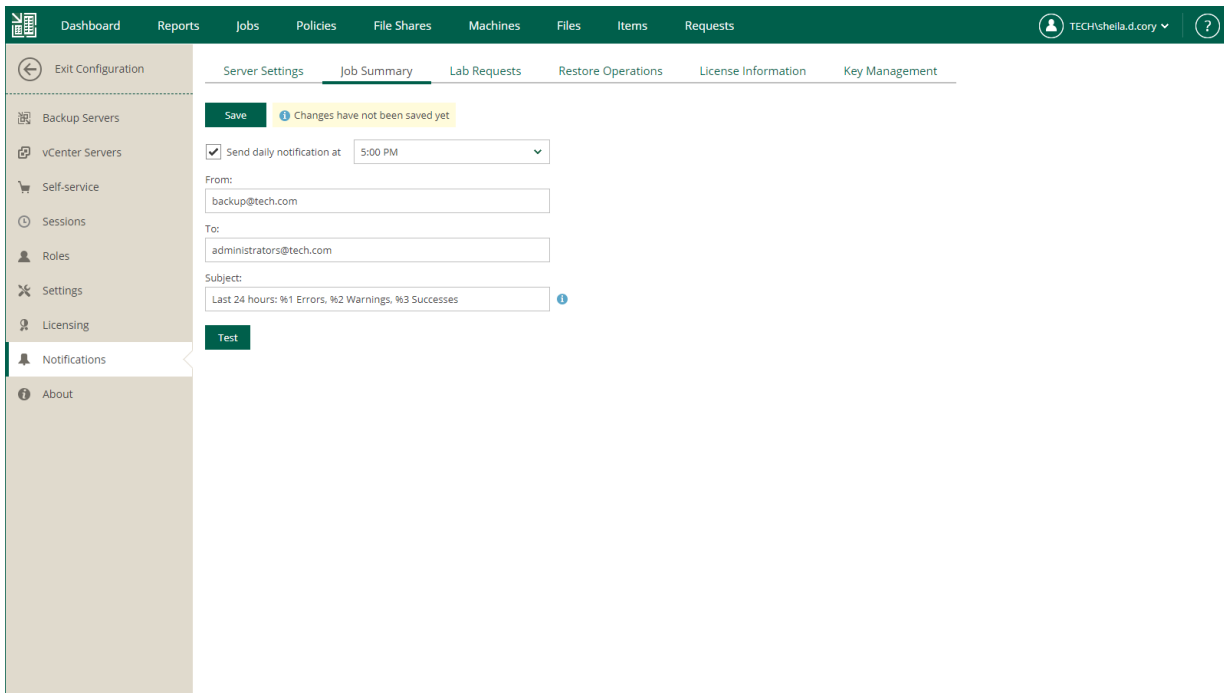 Dashboard Reports Jobs Policies File Shares Machines Files Items Requests TECH\sheila.d.cory ?
Exit Configuration
Server Settings Job Summary Lab Requests Restore Operations License Information Key Management
Backup Servers
Save Changes have not been saved yet
vCenter Servers
Send daily notification at 5:00 PM
Self-service
From:
backup@tech.com
Sessions
To:
administrators@tech.com
Roles
Subject:
Settings
Last 24 hours: %1 Errors, %2 Warnings, %3 Successes
Licensing
Test
Notifications
About